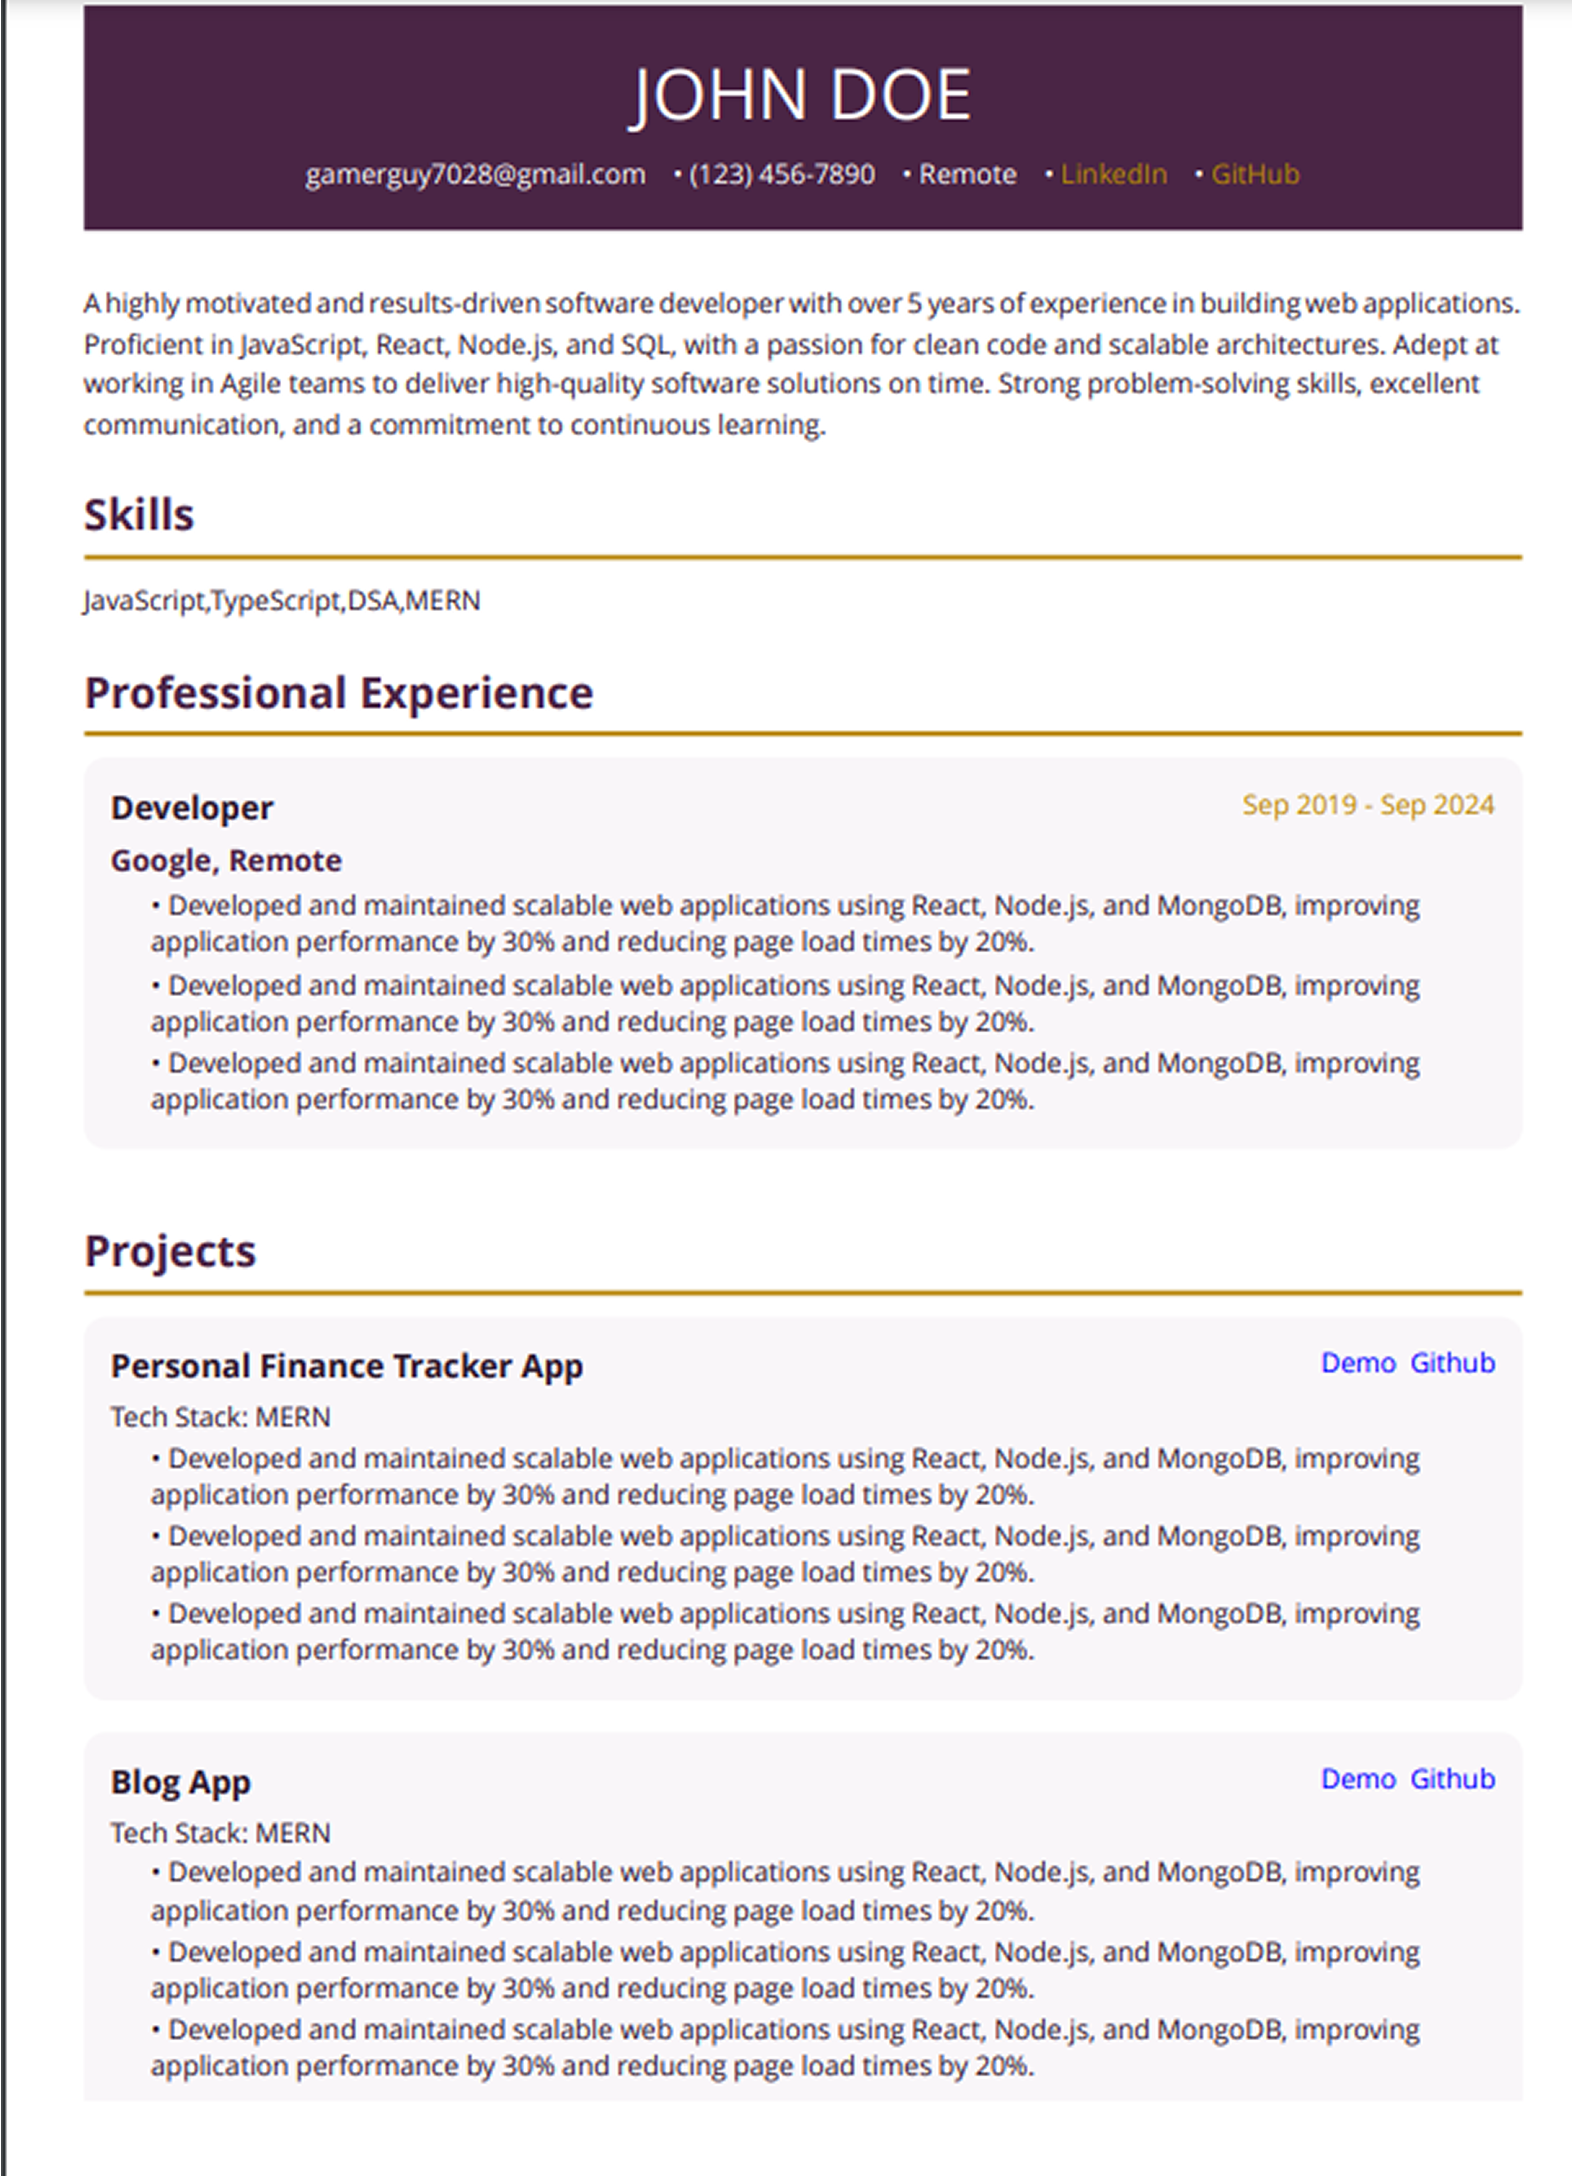 JOHN DOE
gamerguy7028@gmail.com • (123) 456-7890 • Remote • LinkedIn • GitHub
A highly motivated and results-driven software developer with over 5 years of experience in building web applications.
Proficient in JavaScript, React, Node.js, and SQL, with a passion for clean code and scalable architectures. Adept at
working in Agile teams to deliver high-quality software solutions on time. Strong problem-solving skills, excellent
communication, and a commitment to continuous learning.
Skills
JavaScript,TypeScript,DSA,MERN
Professional Experience
Developer Sep 2019 - Sep 2024
Google, Remote
• Developed and maintained scalable web applications using React, Node.js, and MongoDB, improving
application performance by 30% and reducing page load times by 20%.
• Developed and maintained scalable web applications using React, Node.js, and MongoDB, improving
application performance by 30% and reducing page load times by 20%.
• Developed and maintained scalable web applications using React, Node.js, and MongoDB, improving
application performance by 30% and reducing page load times by 20%.
Projects
Personal Finance Tracker App Demo Github
Tech Stack: MERN
• Developed and maintained scalable web applications using React, Node.js, and MongoDB, improving
application performance by 30% and reducing page load times by 20%.
• Developed and maintained scalable web applications using React, Node.js, and MongoDB, improving
application performance by 30% and reducing page load times by 20%.
• Developed and maintained scalable web applications using React, Node.js, and MongoDB, improving
application performance by 30% and reducing page load times by 20%.
Blog App Demo Github
Tech Stack: MERN
• Developed and maintained scalable web applications using React, Node.js, and MongoDB, improving
application performance by 30% and reducing page load times by 20%.
• Developed and maintained scalable web applications using React, Node.js, and MongoDB, improving
application performance by 30% and reducing page load times by 20%.
• Developed and maintained scalable web applications using React, Node.js, and MongoDB, improving
application performance by 30% and reducing page load times by 20%.